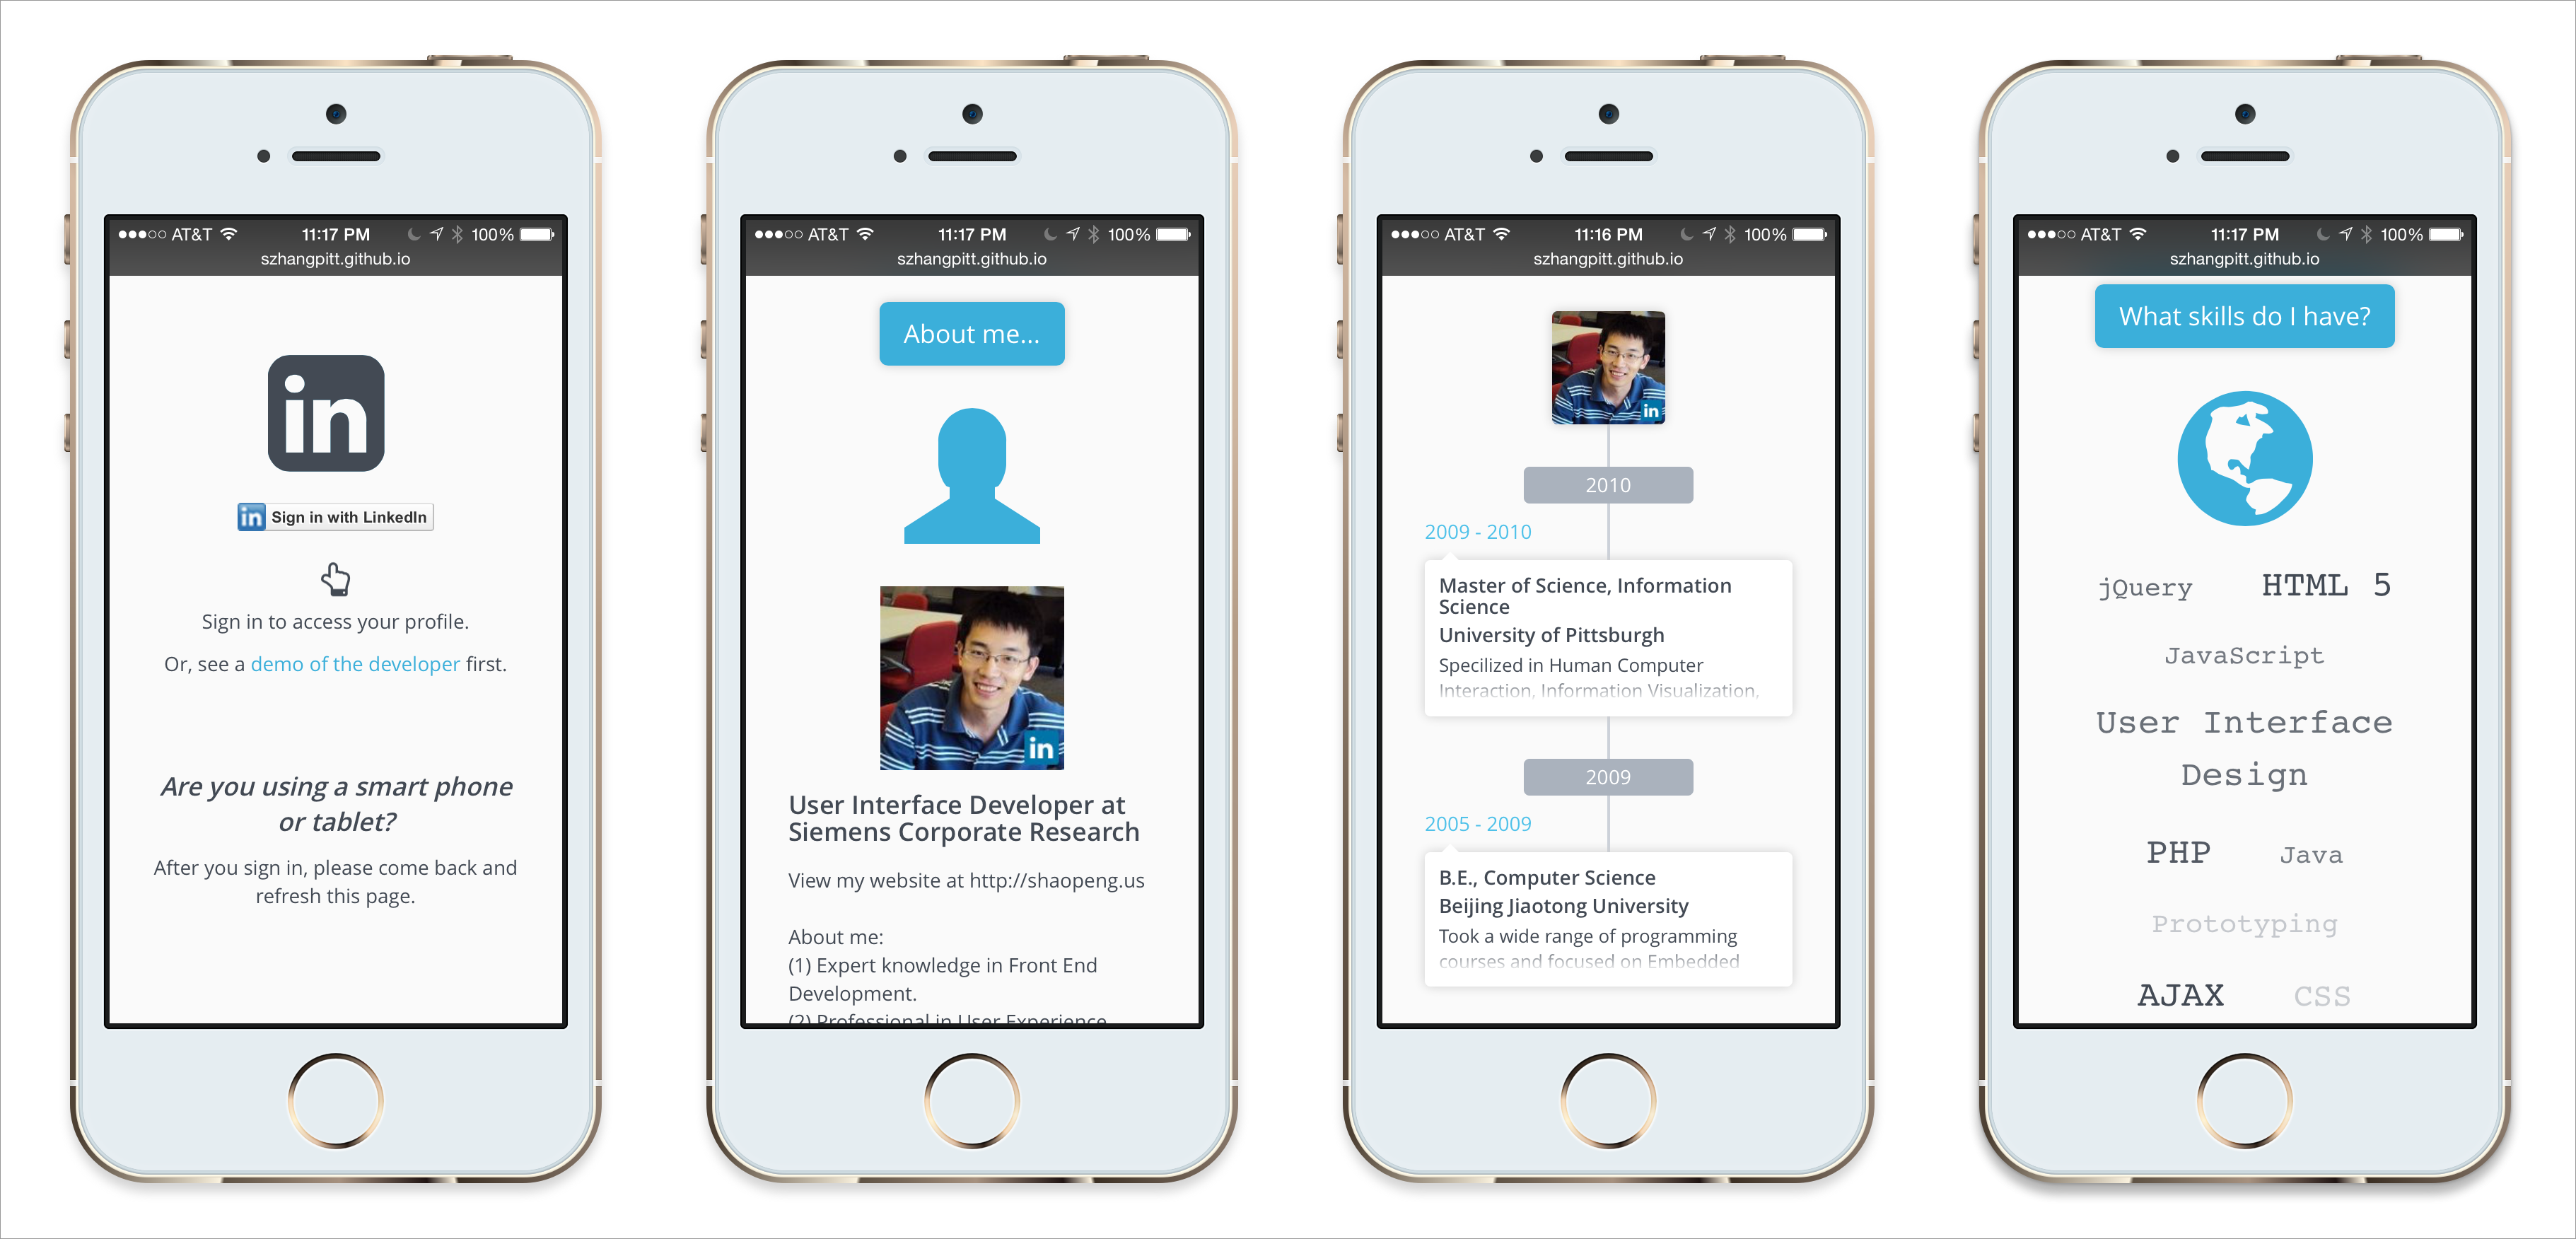 AT&T 11:17 PM 100%
szhangpitt.github.io
in
in Sign in with LinkedIn
Sign in to access your profile.
Or, see a demo of the developer first.
Are you using a smart phone
or tablet?
After you sign in, please come back and
refresh this page.
AT&T 11:17 PM 100%
szhangpitt.github.io
About me...
in
User Interface Developer at
Siemens Corporate Research
View my website at http://shaopeng.us
About me:
(1) Expert knowledge in Front End
Development.
(2) Professional in User Experience
AT&T 11:16 PM 100%
szhangpitt.github.io
in
2010
2009 - 2010
Master of Science, Information
Science
University of Pittsburgh
Specilized in Human Computer
Interaction, Information Visualization,
2009
2005 - 2009
B.E., Computer Science
Beijing Jiaotong University
Took a wide range of programming
courses and focused on Embedded
AT&T 11:17 PM 100%
szhangpitt.github.io
What skills do I have?
jQuery HTML 5
JavaScript
User Interface
Design
PHP Java
Prototyping
AJAX CSS